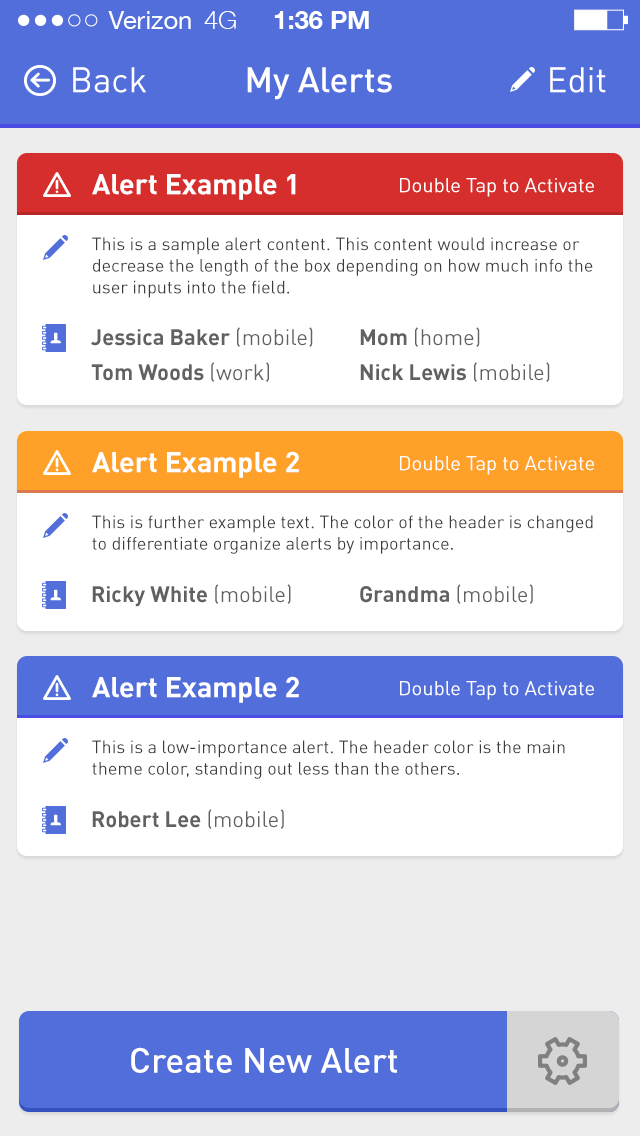 Verizon 4G 1:36 PM
Back My Alerts Edit
Alert Example 1 Double Tap to Activate
This is a sample alert content. This content would increase or
decrease the length of the box depending on how much info the
user inputs into the field.
Jessica Baker (mobile) Mom (home)
Tom Woods (work) Nick Lewis (mobile)
Alert Example 2 Double Tap to Activate
This is further example text. The color of the header is changed
to differentiate organize alerts by importance.
Ricky White (mobile) Grandma (mobile)
Alert Example 2 Double Tap to Activate
This is a low-importance alert. The header color is the main
theme color, standing out less than the others.
Robert Lee (mobile)
Create New Alert